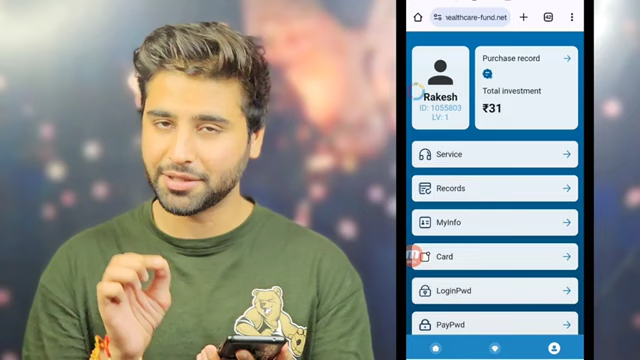 healthcare-fund.net
42
Rakesh
ID: 1055803
LV: 1
Purchase record
Total investment
₹31
Service
Records
MyInfo
Card
LoginPwd
PayPwd